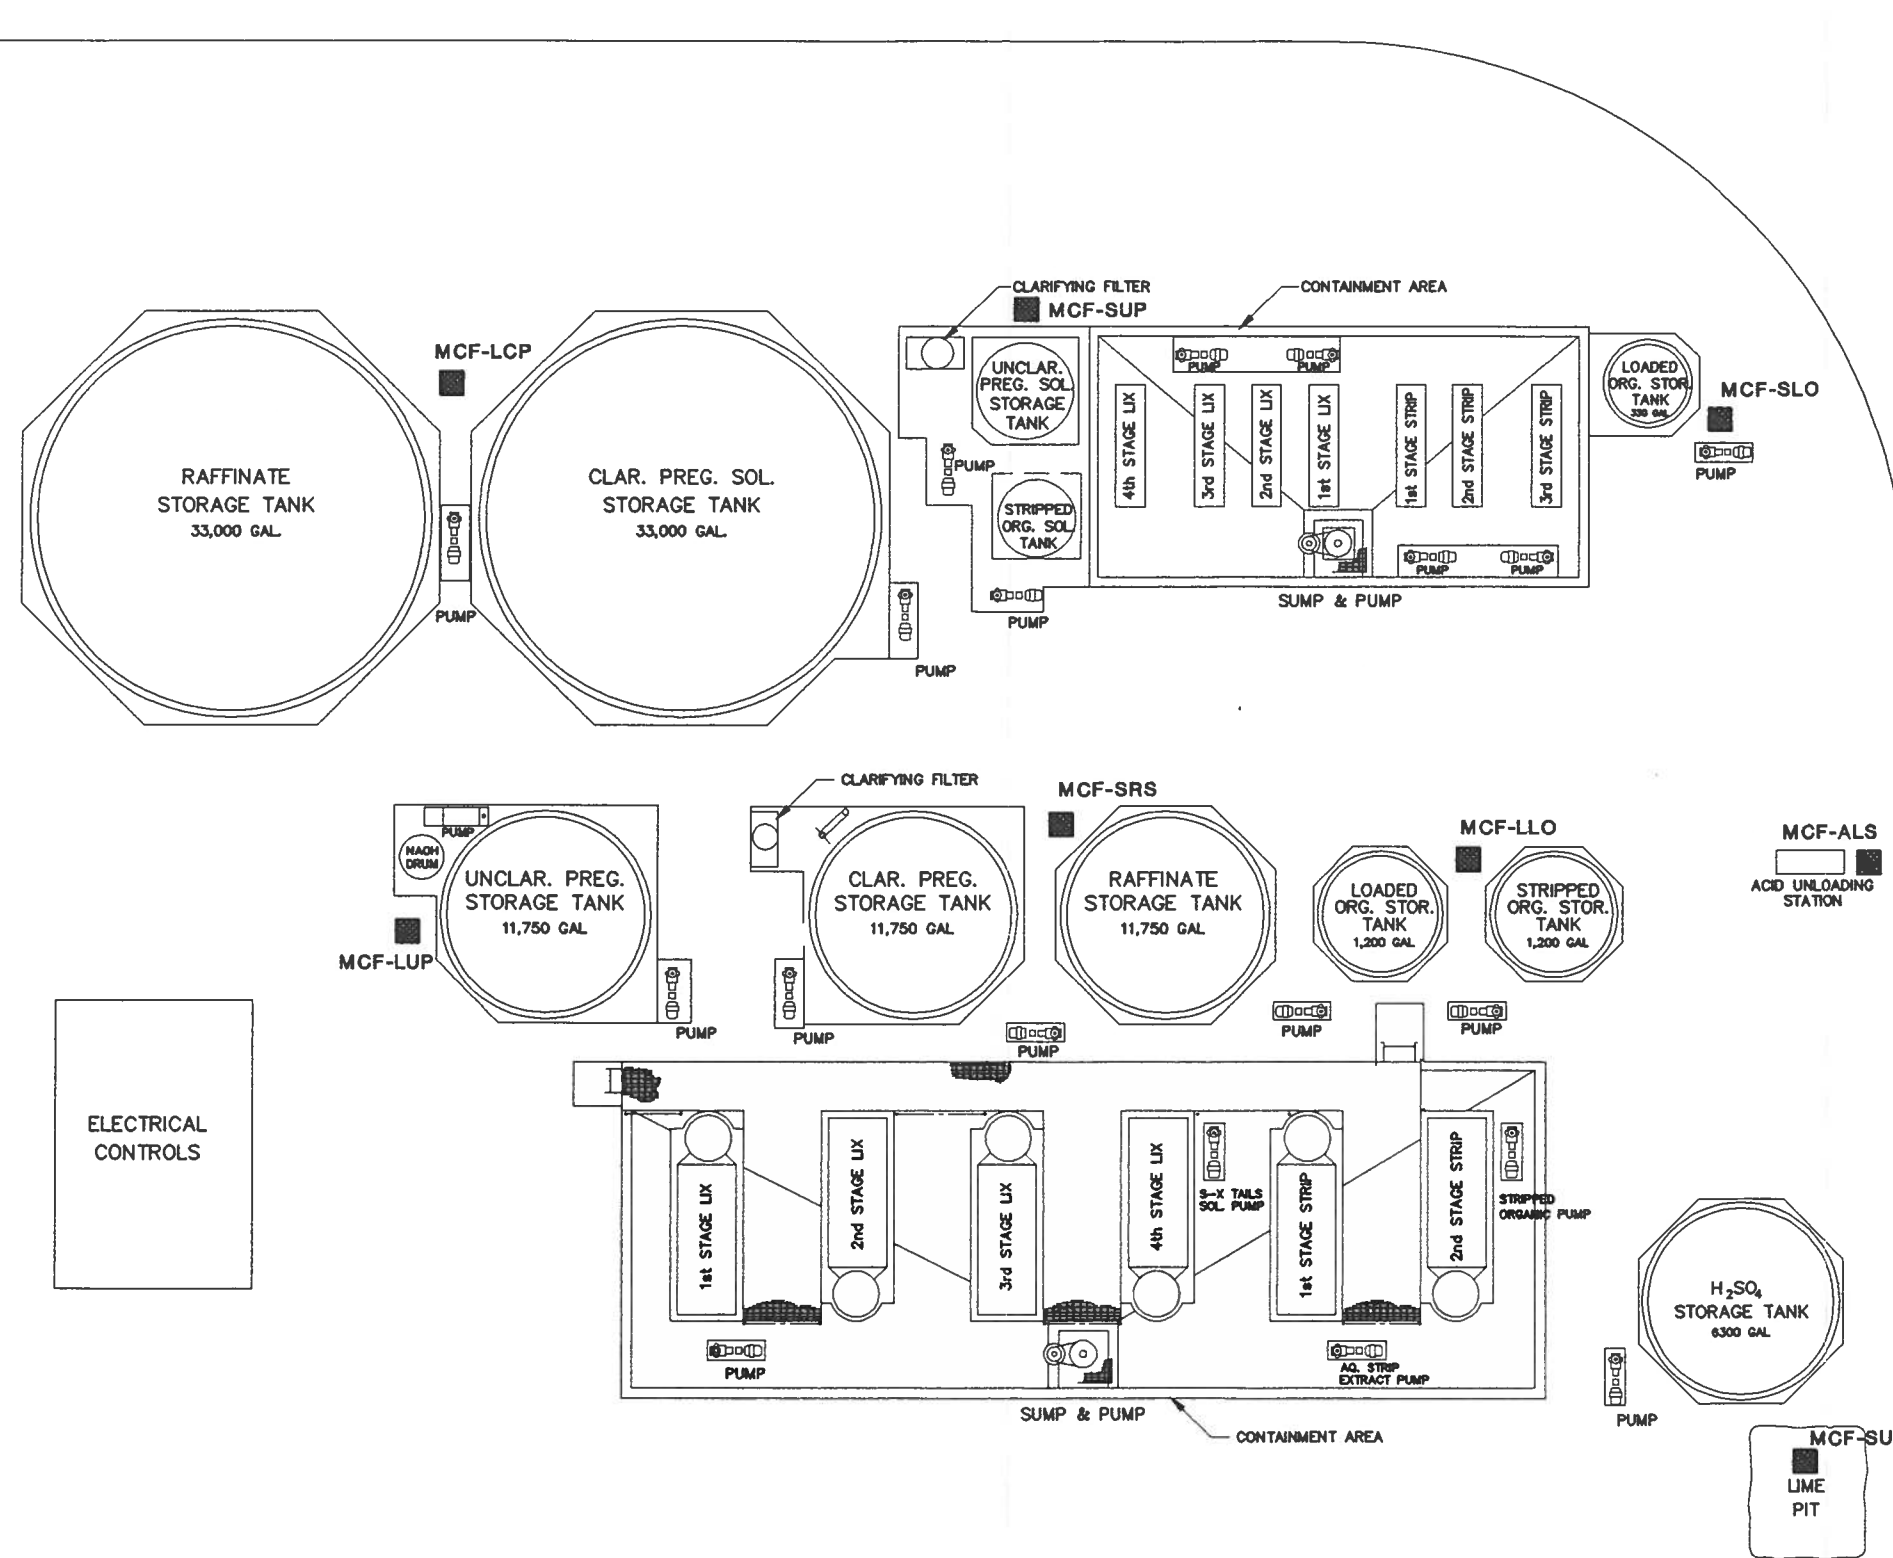 CLARIFYING FILTER
MCF-SUP
CONTAINMENT AREA
MCF-LCP
RAFFINATE
STORAGE TANK
33,000 GAL.
PUMP
CLAR. PREG. SOL.
STORAGE TANK
33,000 GAL.
PUMP
UNCLAR.
PREG. SOL.
STORAGE
TANK
PUMP
STRIPPED
ORG. SOL.
TANK
PUMP
PUMP
PUMP
4th STAGE LIX
3rd STAGE LIX
2nd STAGE LIX
1st STAGE LIX
1st STAGE STRIP
2nd STAGE STRIP
3rd STAGE STRIP
PUMP
PUMP
SUMP & PUMP
LOADED
ORG. STOR.
TANK
330 GAL
MCF-SLO
PUMP
CLARIFYING FILTER
MCF-SRS
MCF-LLO
MCF-ALS
ACID UNLOADING
STATION
PUMP
NAOH
DRUM
UNCLAR. PREG.
STORAGE TANK
11,750 GAL
MCF-LUP
PUMP
CLAR. PREG.
STORAGE TANK
11,750 GAL
PUMP
RAFFINATE
STORAGE TANK
11,750 GAL
PUMP
LOADED
ORG. STOR.
TANK
1,200 GAL
PUMP
STRIPPED
ORG. STOR.
TANK
1,200 GAL
PUMP
ELECTRICAL
CONTROLS
1st STAGE LIX
2nd STAGE LIX
3rd STAGE LIX
4th STAGE LIX
S-X TAILS
SOL. PUMP
1st STAGE STRIP
2nd STAGE STRIP
STRIPPED
ORGANIC PUMP
PUMP
AQ. STRIP
EXTRACT PUMP
SUMP & PUMP
CONTAINMENT AREA
H₂SO₄
STORAGE TANK
6300 GAL
PUMP
MCF-SU
LIME
PIT